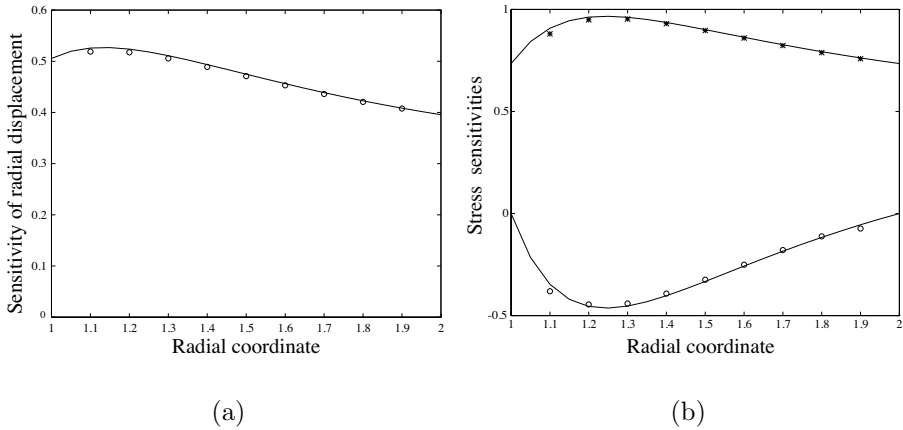 Sensitivity of radial displacement
0.6
0.5
0.4
0.3
0.2
0.1
0
1 1.1 1.2 1.3 1.4 1.5 1.6 1.7 1.8 1.9 2
Radial coordinate
(a)
Stress sensitivities
1
0.5
0
-0.5
1 1.1 1.2 1.3 1.4 1.5 1.6 1.7 1.8 1.9 2
Radial coordinate
(b)